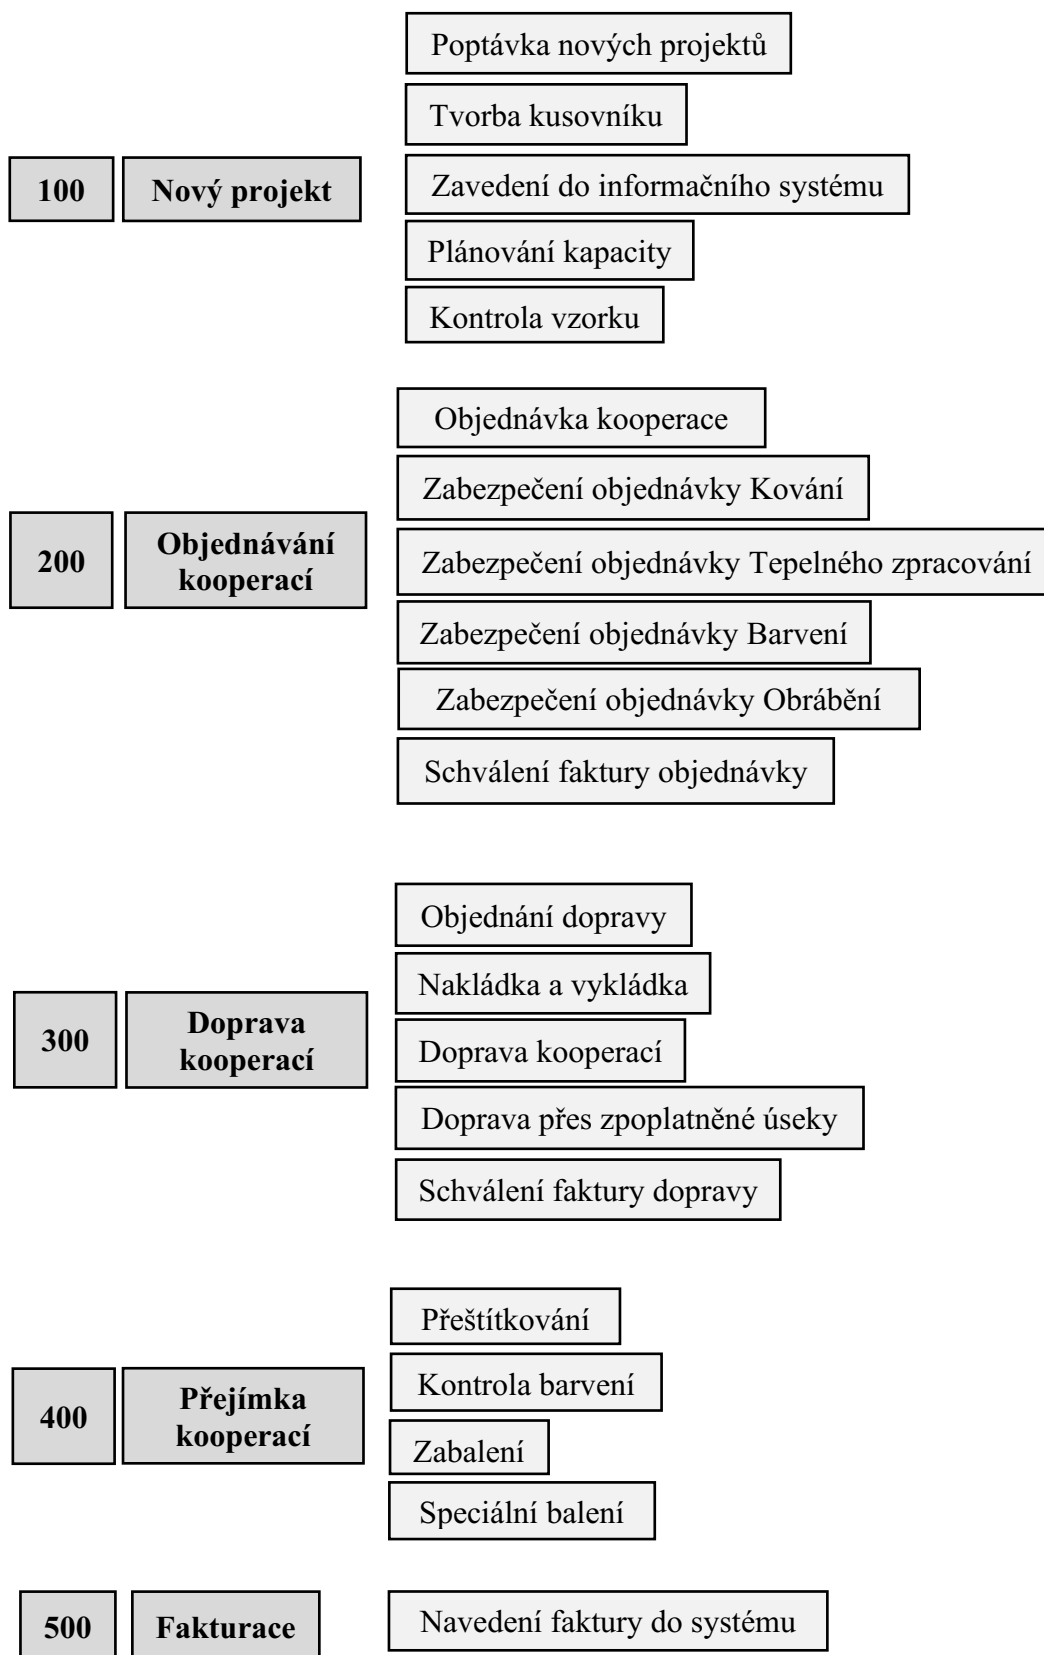 Poptávka nových projektů
Tvorba kusovníku
100 Nový projekt
Zavedení do informačního systému
Plánování kapacity
Kontrola vzorku
Objednávka kooperace
Zabezpečení objednávky Kování
200
Objednávání
kooperací
Zabezpečení objednávky Tepelného zpracování
Zabezpečení objednávky Barvení
Zabezpečení objednávky Obrábění
Schválení faktury objednávky
Objednání dopravy
Nakládka a vykládka
300
Doprava
kooperací
Doprava kooperací
Doprava přes zpoplatněné úseky
Schválení faktury dopravy
Přeštítkování
Kontrola barvení
400
Přejímka
kooperací
Zabalení
Speciální balení
500 Fakturace
Navedení faktury do systému